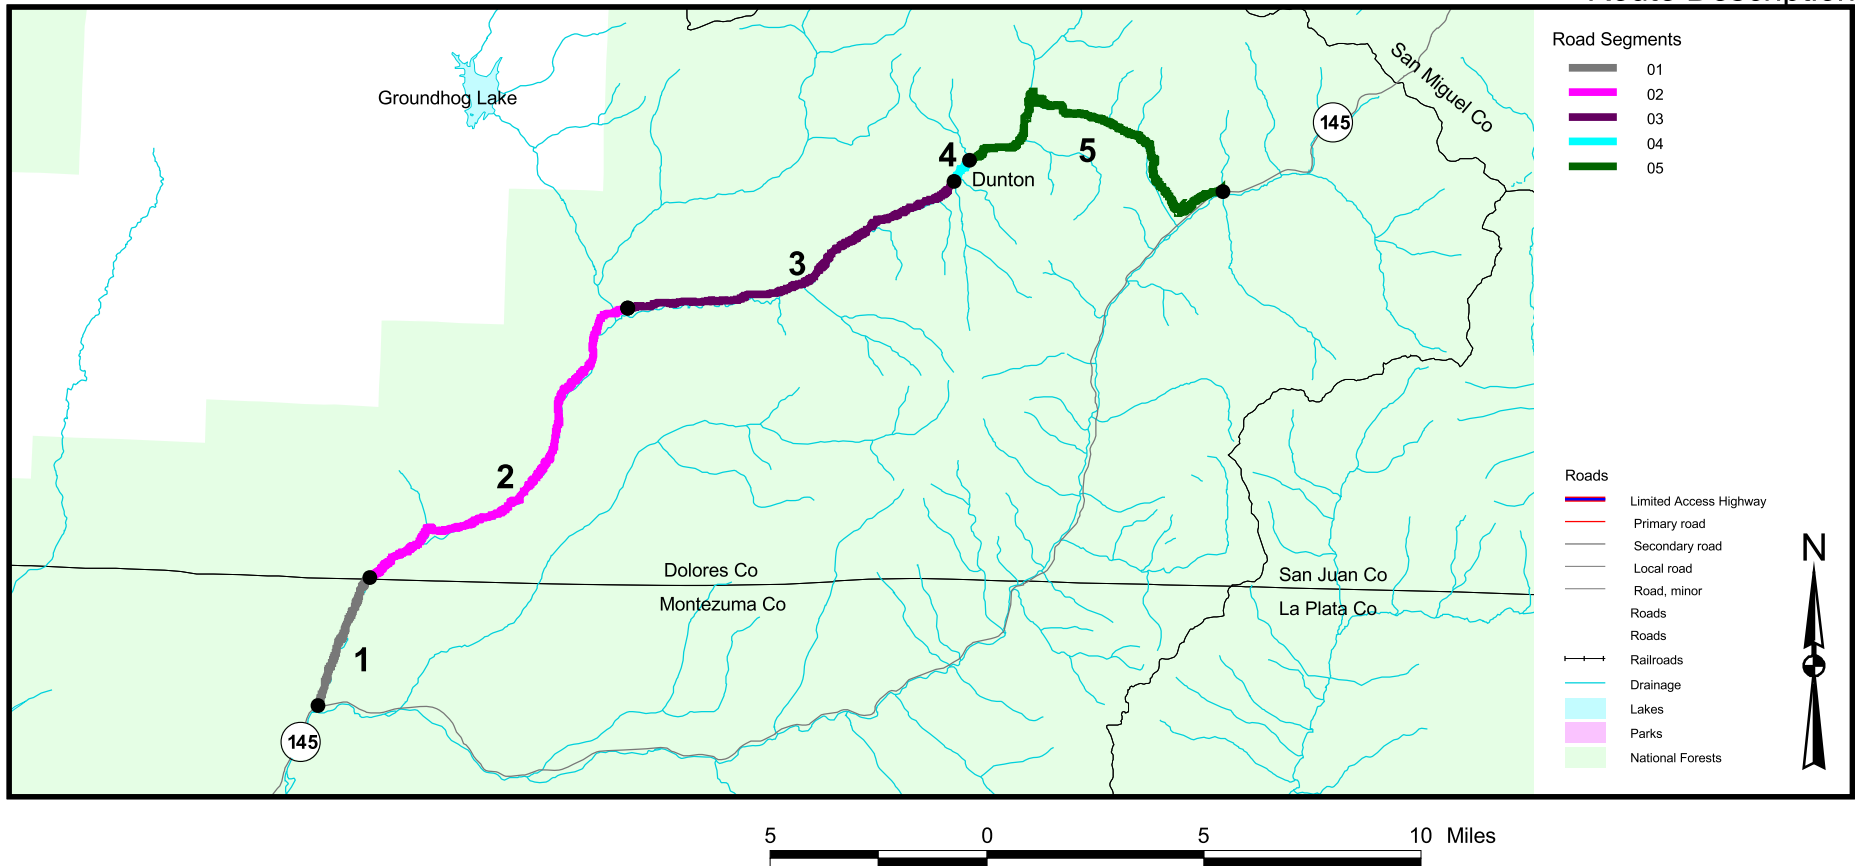 Route Description
Road Segments
01
02
03
04
05
San Miguel Co
145
Groundhog Lake
4
5
Dunton
3
2
Dolores Co
Montezuma Co
San Juan Co
La Plata Co
1
145
Roads
Limited Access Highway
Primary road
Secondary road
Local road
Road, minor
Roads
Roads
Railroads
Drainage
Lakes
Parks
National Forests
N
5 0 5 10 Miles